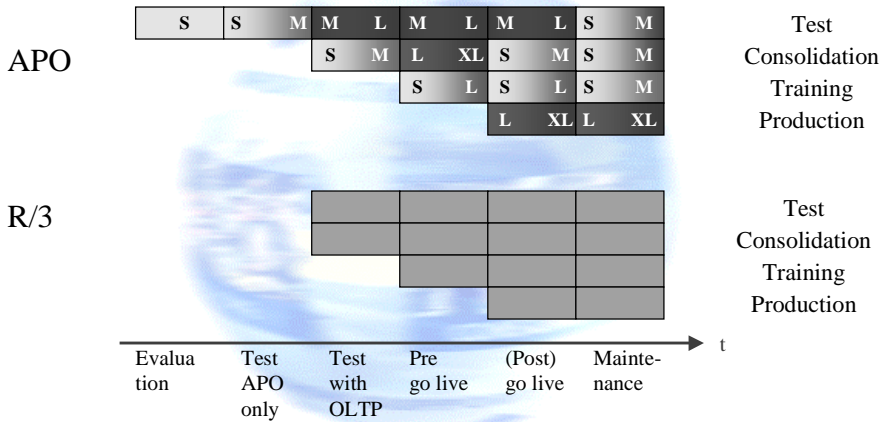 S S M M L M L M L S M Test
APO S M L XL S M S M Consolidation
S L S L S M Training
L XL L XL Production
R/3 Test
Consolidation
Training
Production
t
Evalua Test Test Pre (Post) Mainte-
tion APO with go live go live nance
only OLTP